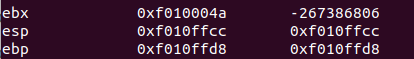 ebx 0xf010004a -267386806
esp 0xf010ffcc 0xf010ffcc
ebp 0xf010ffd8 0xf010ffd8